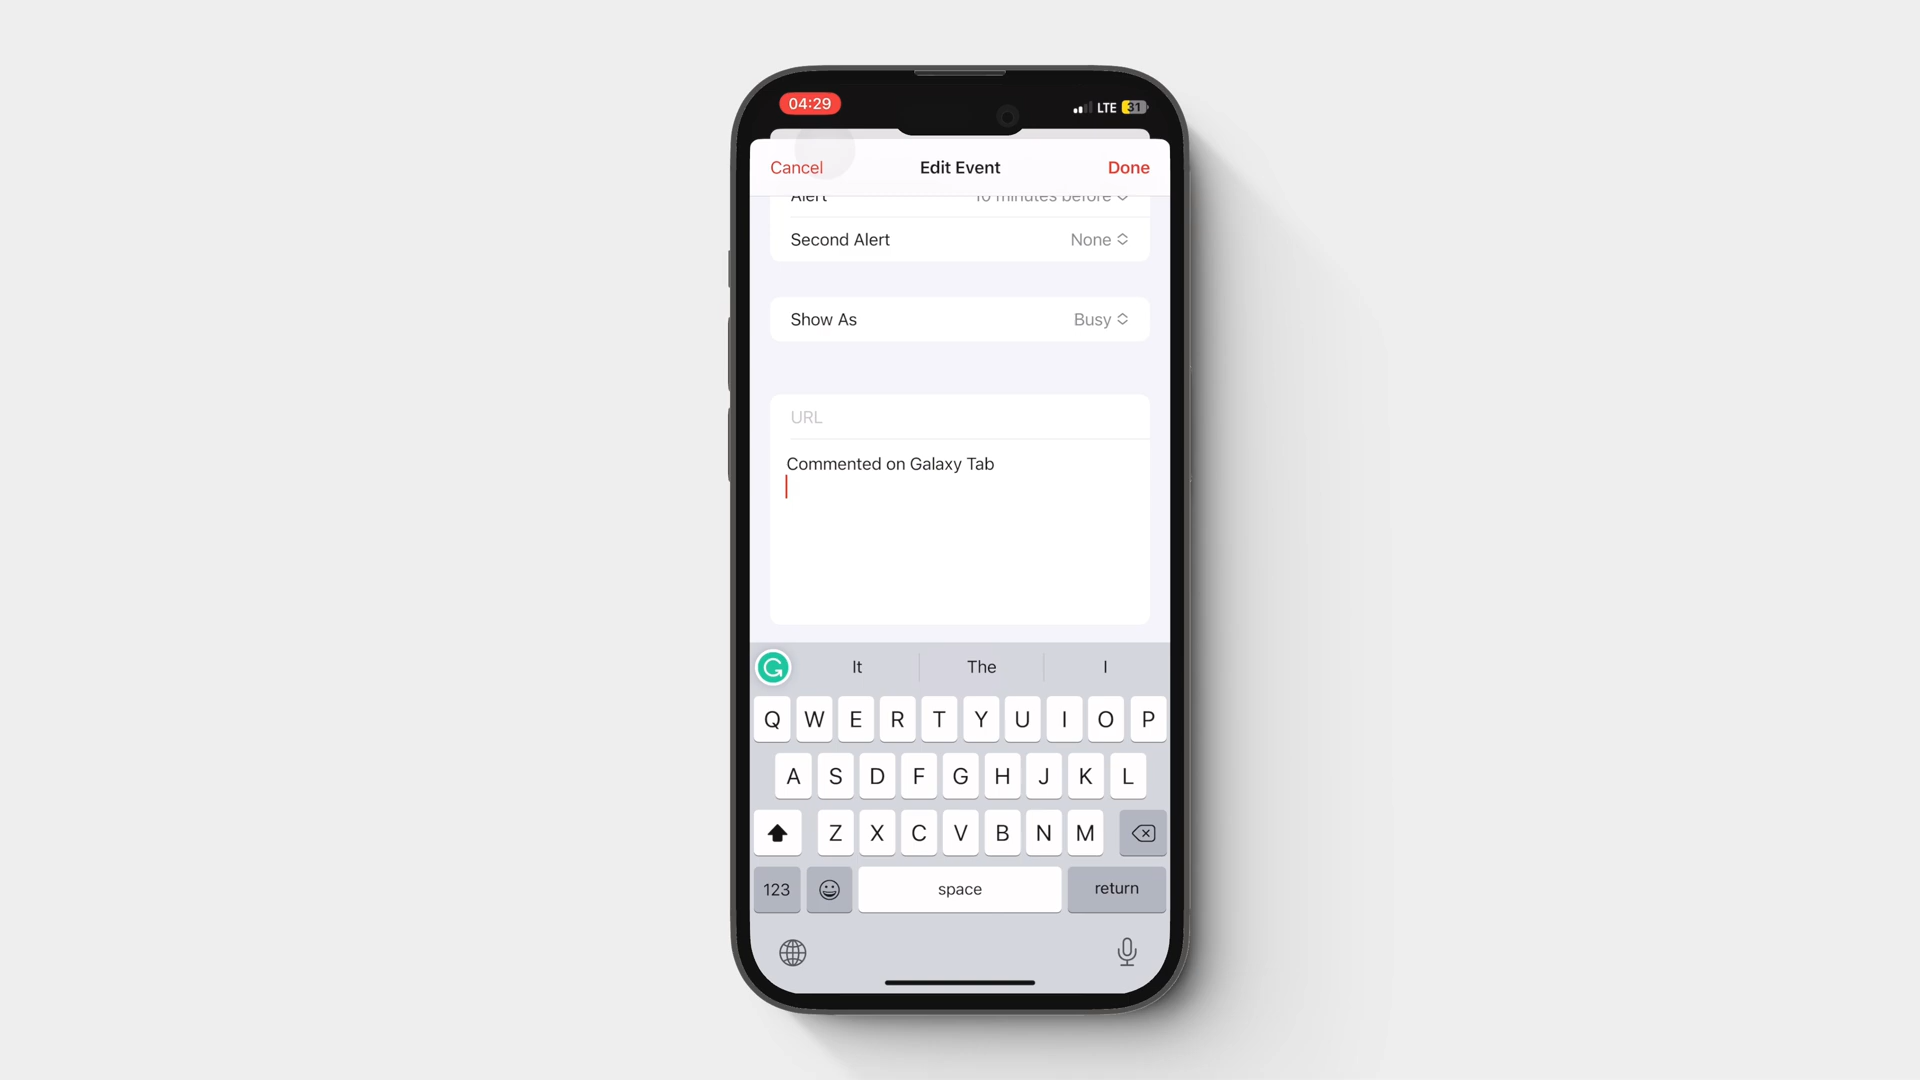 04:29
LTE 31
Cancel
Edit Event
Done
Alert
10 minutes before
Second Alert
None
Show As
Busy
URL
Commented on Galaxy Tab
It
The
I
Q W E R T Y U I O P
A S D F G H J K L
Z X C V B N M
123
space
return